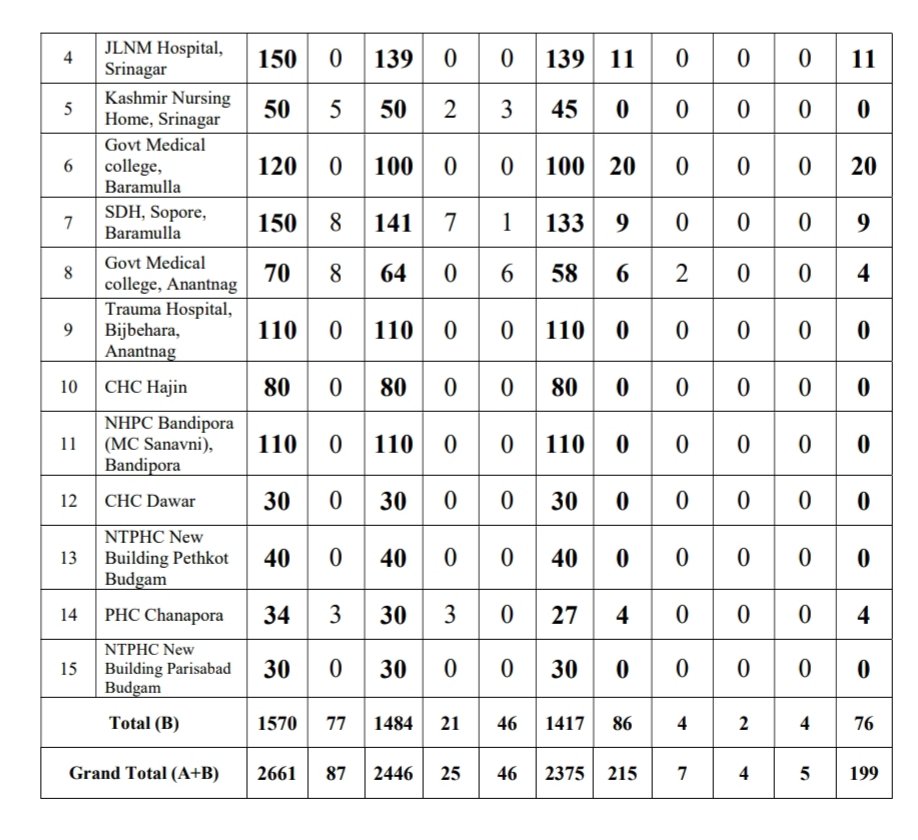 4 JLNM Hospital, Srinagar 150 0 139 0 0 139 11 0 0 0 11
5 Kashmir Nursing Home, Srinagar 50 5 50 2 3 45 0 0 0 0 0
6 Govt Medical college, Baramulla 120 0 100 0 0 100 20 0 0 0 20
7 SDH, Sopore, Baramulla 150 8 141 7 1 133 9 0 0 0 9
8 Govt Medical college, Anantnag 70 8 64 0 6 58 6 2 0 0 4
9 Trauma Hospital, Bijbehara, Anantnag 110 0 110 0 0 110 0 0 0 0 0
10 CHC Hajin 80 0 80 0 0 80 0 0 0 0 0
11 NHPC Bandipora (MC Sanavni), Bandipora 110 0 110 0 0 110 0 0 0 0 0
12 CHC Dawar 30 0 30 0 0 30 0 0 0 0 0
13 NTPHC New Building Pethkot Budgam 40 0 40 0 0 40 0 0 0 0 0
14 PHC Chanapora 34 3 30 3 0 27 4 0 0 0 4
15 NTPHC New Building Parisabad Budgam 30 0 30 0 0 30 0 0 0 0 0
Total (B) 1570 77 1484 21 46 1417 86 4 2 4 76
Grand Total (A+B) 2661 87 2446 25 46 2375 215 7 4 5 199